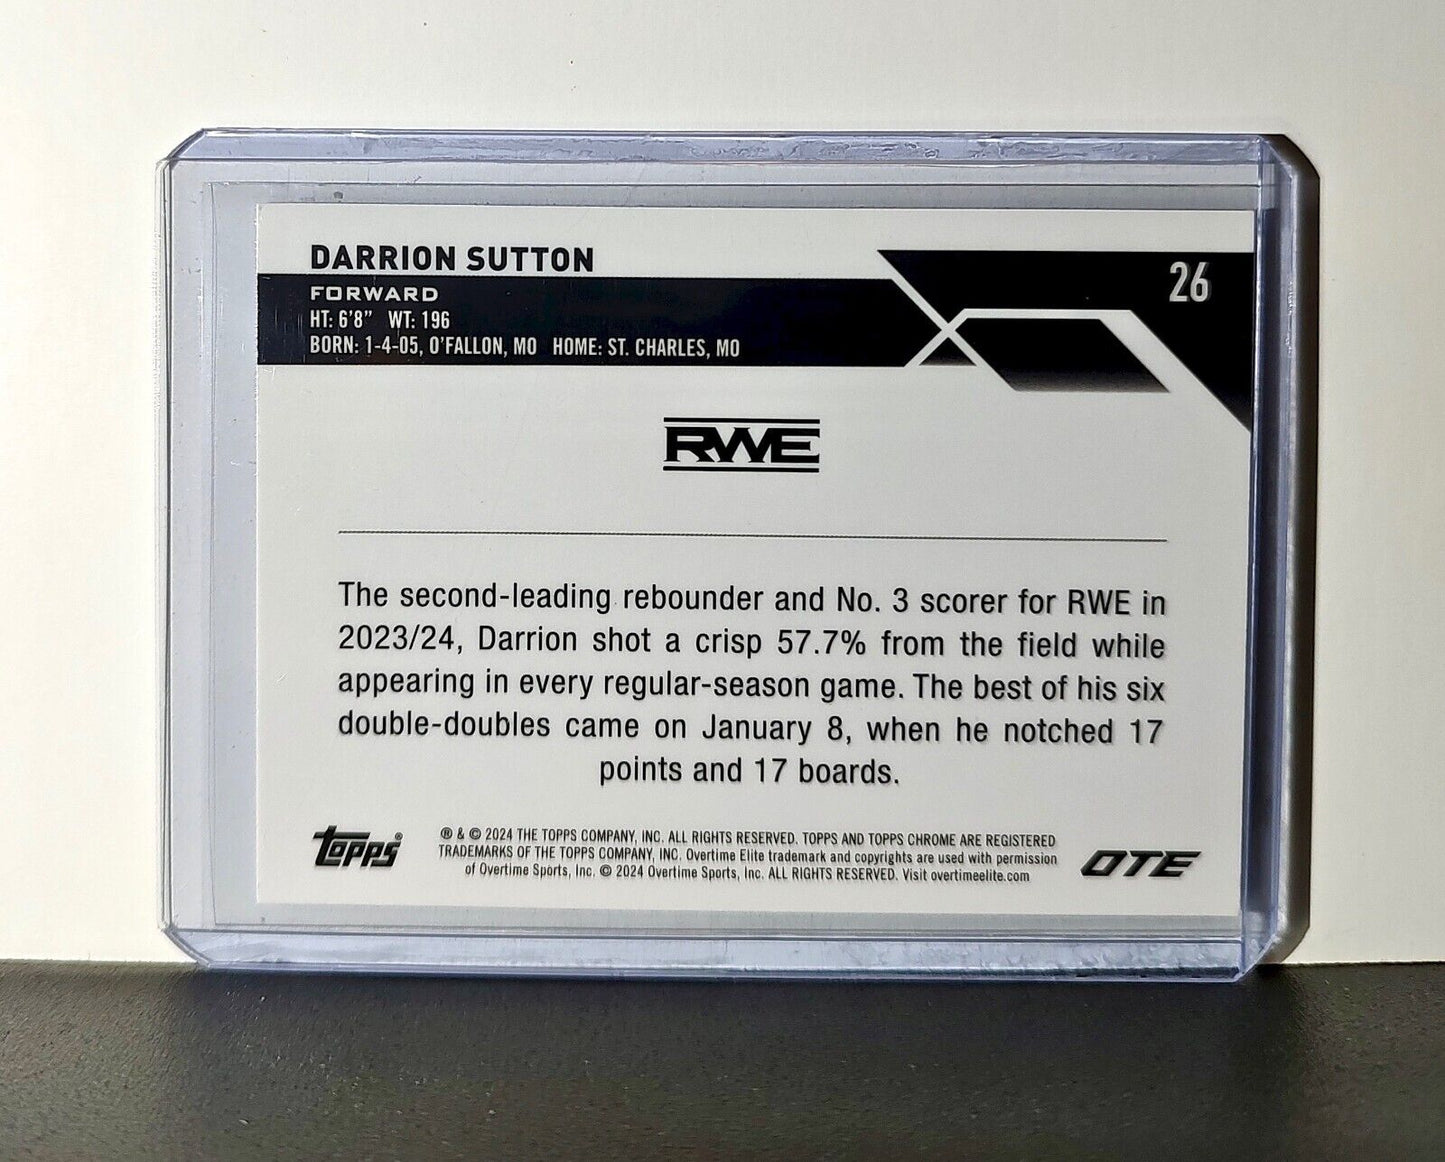 DARRION SUTTON
26
FORWARD
HT: 6'8" WT: 196
BORN: 1-4-05, O'FALLON, MO HOME: ST. CHARLES, MO
RWE
The second-leading rebounder and No. 3 scorer for RWE in
2023/24, Darrion shot a crisp 57.7% from the field while
appearing in every regular-season game. The best of his six
double-doubles came on January 8, when he notched 17
points and 17 boards.
topps®
® & © 2024 THE TOPPS COMPANY, INC. ALL RIGHTS RESERVED. TOPPS AND TOPPS CHROME ARE REGISTERED
TRADEMARKS OF THE TOPPS COMPANY, INC. Overtime Elite trademark and copyrights are used with permission
of Overtime Sports, Inc. © 2024 Overtime Sports, Inc. ALL RIGHTS RESERVED. Visit overtimeelite.com
OTE